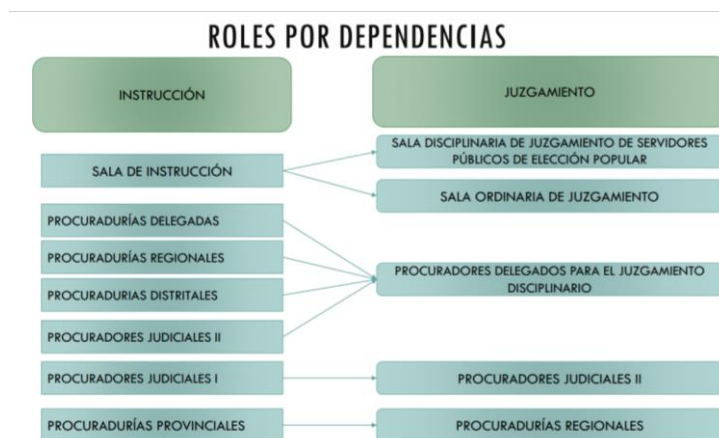 ROLES POR DEPENDENCIAS
INSTRUCCIÓN
JUZGAMIENTO
SALA DE INSTRUCCIÓN
SALA DISCIPLINARIA DE JUZGAMIENTO DE SERVIDORES
PÚBLICOS DE ELECCIÓN POPULAR
SALA ORDINARIA DE JUZGAMIENTO
PROCURADURÍAS DELEGADAS
PROCURADURÍAS REGIONALES
PROCURADURIAS DISTRITALES
PROCURADORES JUDICIALES II
PROCURADORES DELEGADOS PARA EL JUZGAMIENTO
DISCIPLINARIO
PROCURADORES JUDICIALES I
PROCURADORES JUDICIALES II
PROCURADURÍAS PROVINCIALES
PROCURADURÍAS REGIONALES